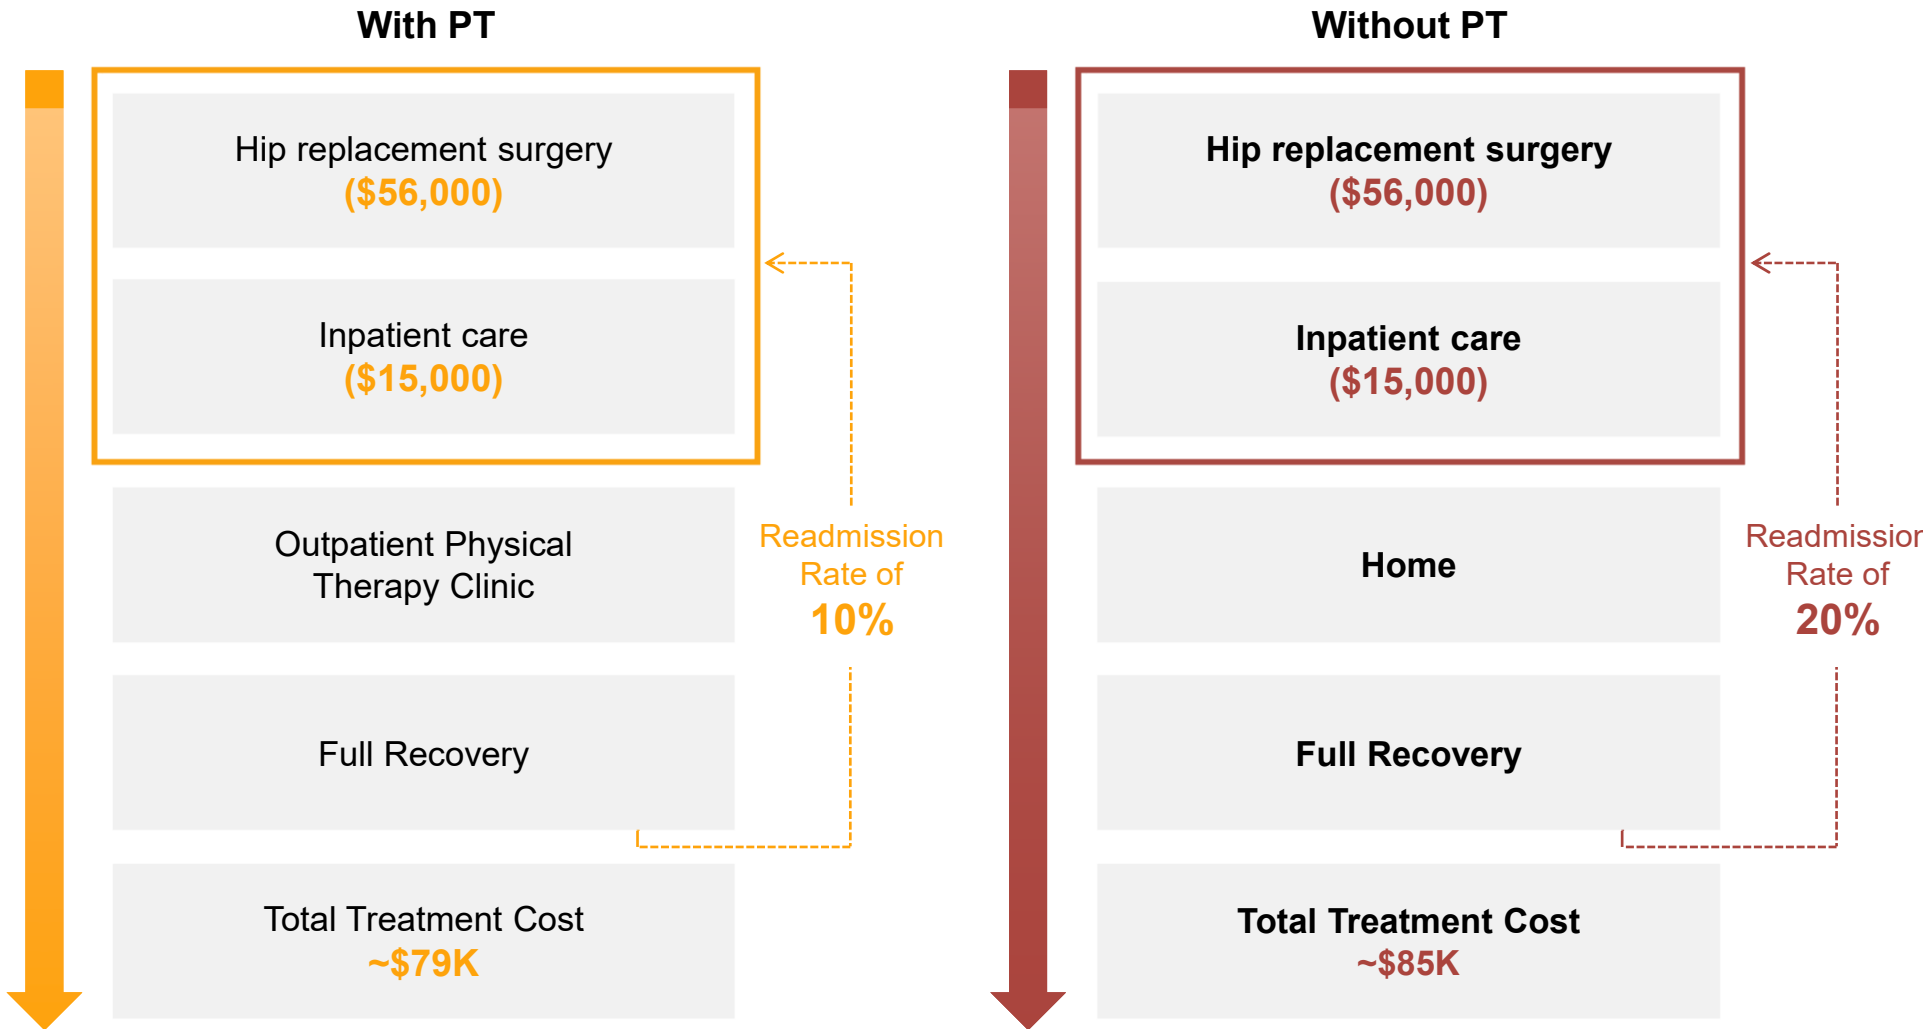 With PT
Hip replacement surgery
($56,000)
Inpatient care
($15,000)
Outpatient Physical
Therapy Clinic
Full Recovery
Total Treatment Cost
~$79K
Readmission
Rate of
10%
Without PT
Hip replacement surgery
($56,000)
Inpatient care
($15,000)
Home
Full Recovery
Total Treatment Cost
~$85K
Readmission
Rate of
20%